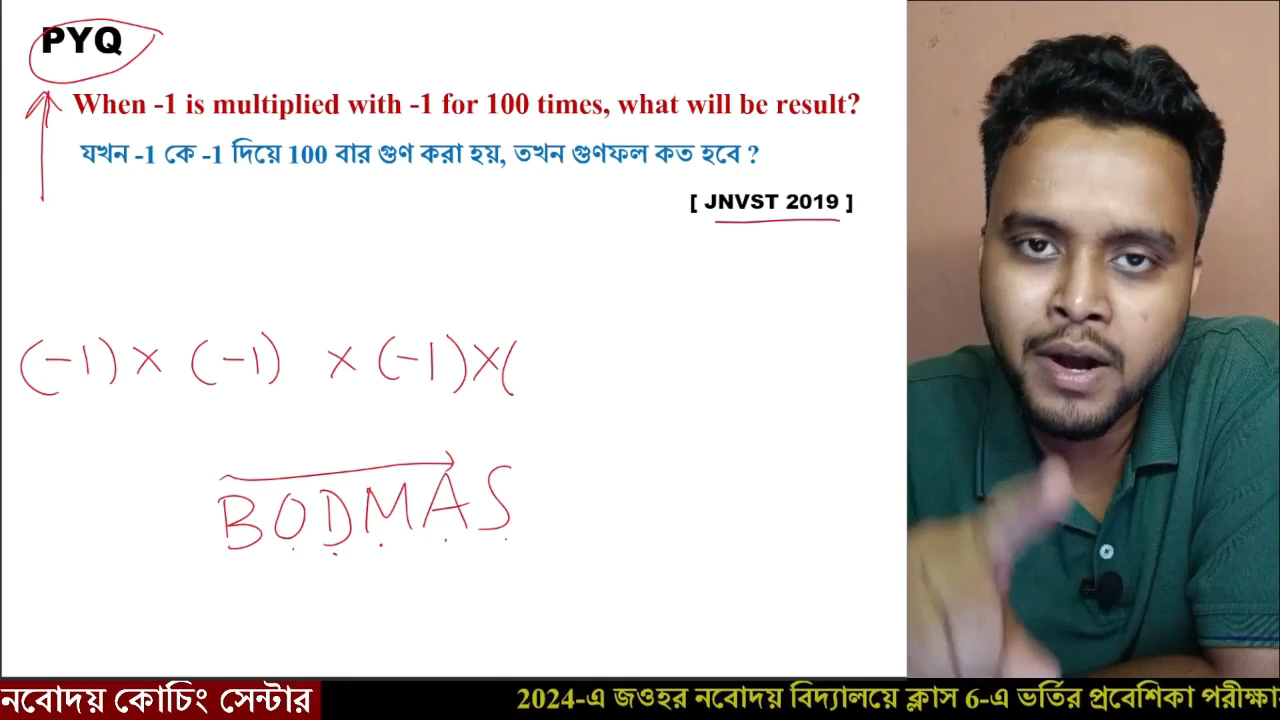 PYQ
When -1 is multiplied with -1 for 100 times, what will be result?
যখন -1 কে -1 দিয়ে 100 বার গুণ করা হয়, তখন গুণফল কত হবে ?
[ JNVST 2019 ]
(-1) × (-1) × (-1) × (
BODMAS
নবোদয় কোচিং সেন্টার
2024-এ জওহর নবোদয় বিদ্যালয়ে ক্লাস 6-এ ভর্তির প্রবেশিকা পরীক্ষা